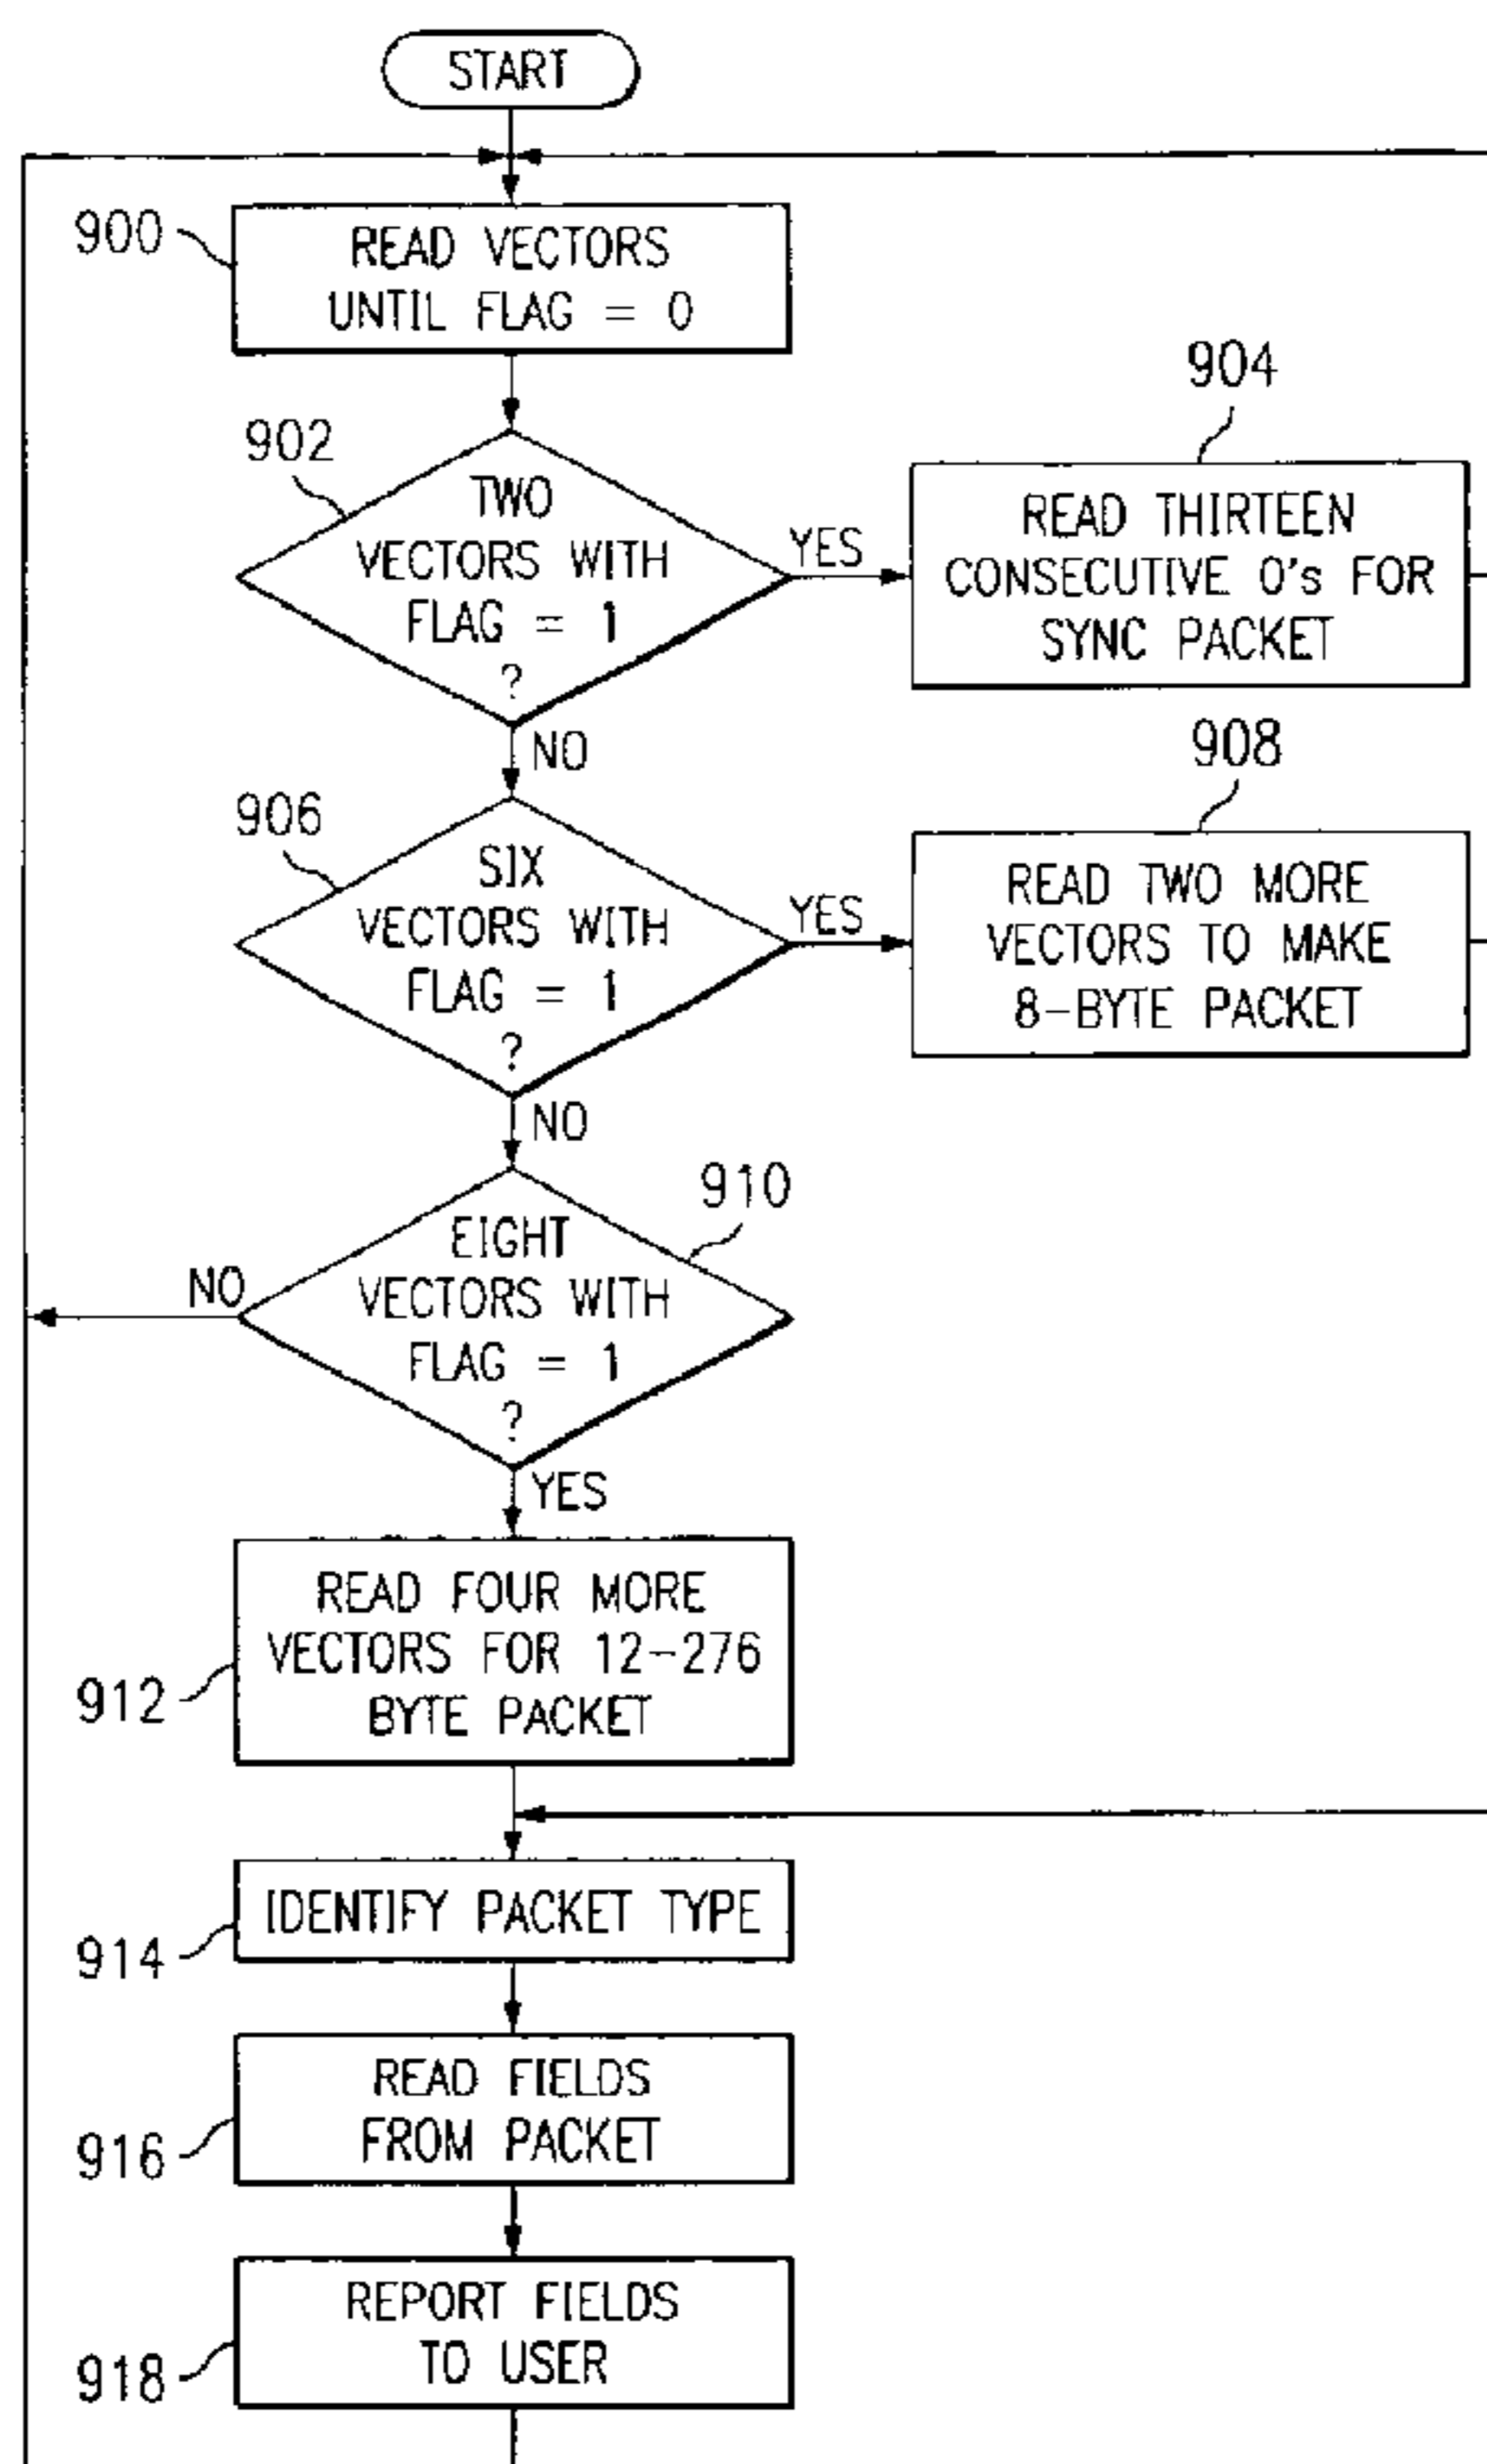 START
900
READ VECTORS
UNTIL FLAG = 0
902
TWO
VECTORS WITH
FLAG = 1
?
YES
904
READ THIRTEEN
CONSECUTIVE 0's FOR
SYNC PACKET
NO
906
SIX
VECTORS WITH
FLAG = 1
?
YES
908
READ TWO MORE
VECTORS TO MAKE
8-BYTE PACKET
NO
910
EIGHT
VECTORS WITH
FLAG = 1
?
NO
YES
912
READ FOUR MORE
VECTORS FOR 12-276
BYTE PACKET
914
IDENTIFY PACKET TYPE
916
READ FIELDS
FROM PACKET
918
REPORT FIELDS
TO USER